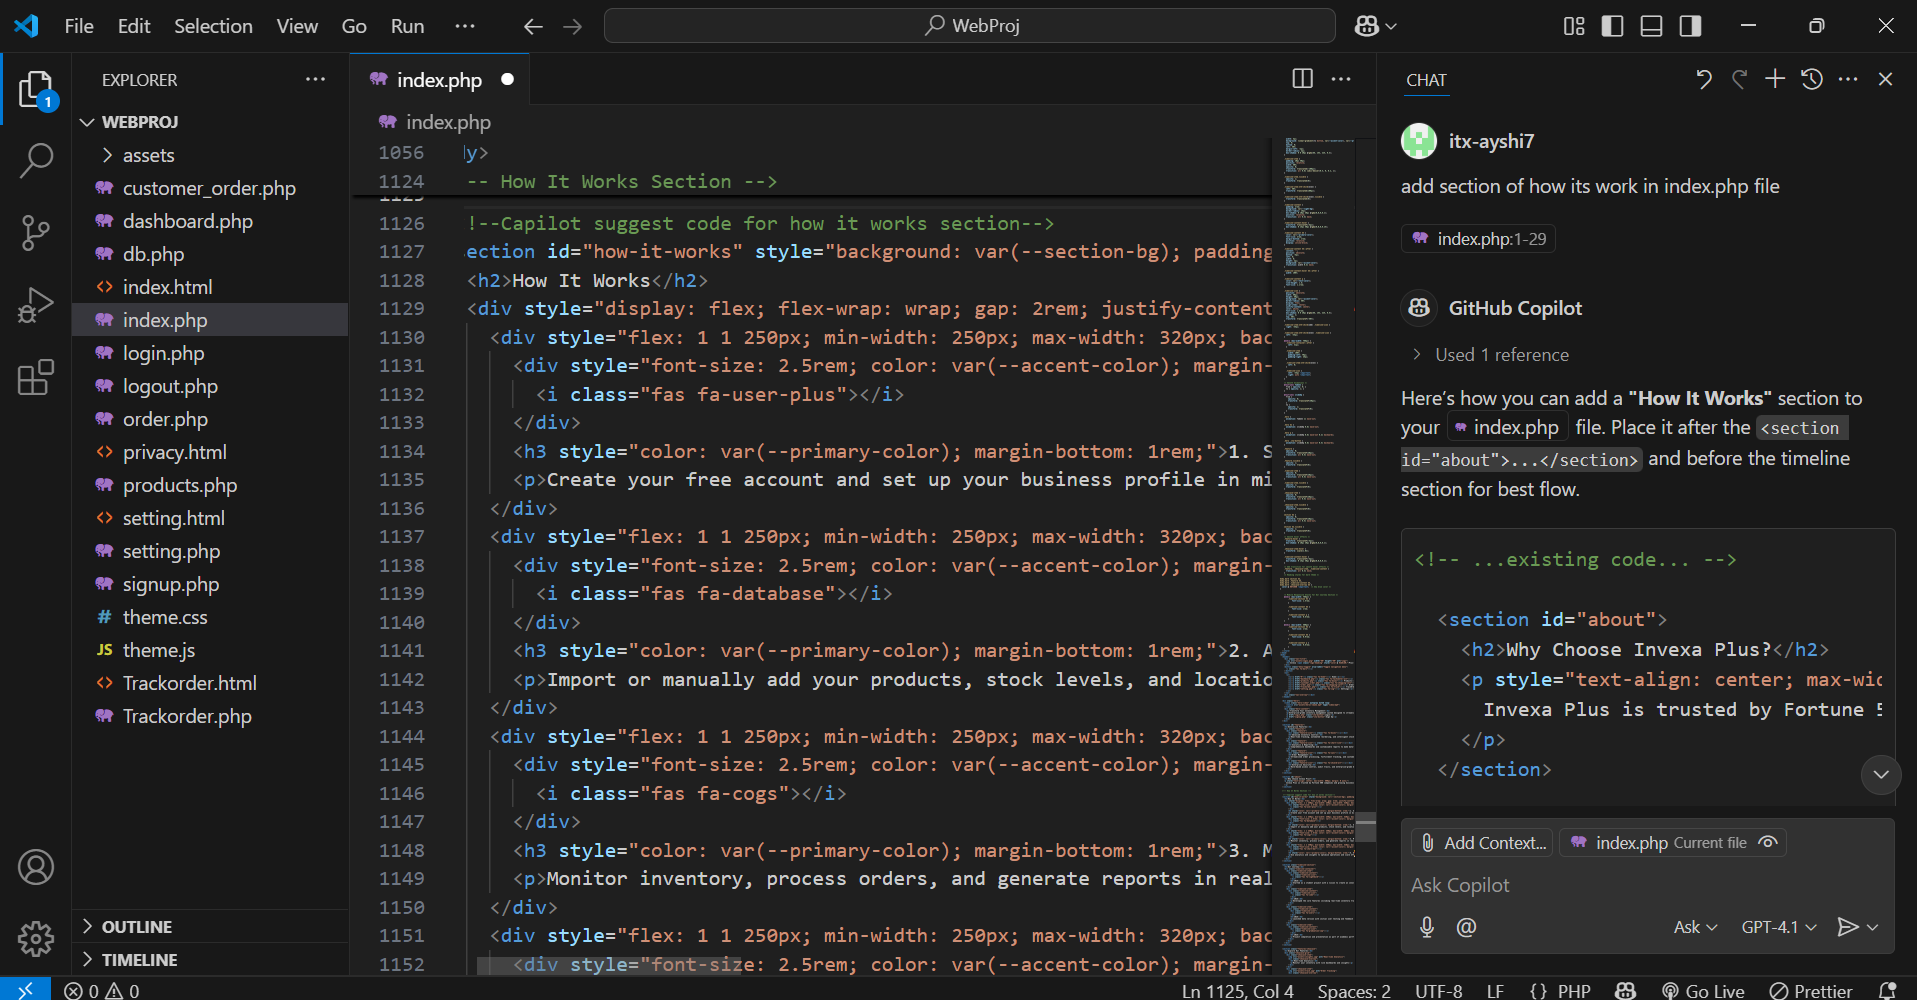 File Edit Selection View Go Run ··· WebProj
EXPLORER ···
WEBPROJ
assets
customer_order.php
dashboard.php
db.php
index.html
index.php
login.php
logout.php
order.php
privacy.html
products.php
setting.html
setting.php
signup.php
theme.css
theme.js
Trackorder.html
Trackorder.php
OUTLINE
TIMELINE
1
index.php
index.php
1056 ly>
1124 -- How It Works Section -->
1125
1126 !--Capilot suggest code for how it works section-->
1127 ection id="how-it-works" style="background: var(--section-bg); padding
1128 <h2>How It Works</h2>
1129 <div style="display: flex; flex-wrap: wrap; gap: 2rem; justify-content
1130 <div style="flex: 1 1 250px; min-width: 250px; max-width: 320px; bac
1131 <div style="font-size: 2.5rem; color: var(--accent-color); margin-
1132 <i class="fas fa-user-plus"></i>
1133 </div>
1134 <h3 style="color: var(--primary-color); margin-bottom: 1rem;">1. S
1135 <p>Create your free account and set up your business profile in mi
1136 </div>
1137 <div style="flex: 1 1 250px; min-width: 250px; max-width: 320px; bac
1138 <div style="font-size: 2.5rem; color: var(--accent-color); margin-
1139 <i class="fas fa-database"></i>
1140 </div>
1141 <h3 style="color: var(--primary-color); margin-bottom: 1rem;">2. A
1142 <p>Import or manually add your products, stock levels, and locatio
1143 </div>
1144 <div style="flex: 1 1 250px; min-width: 250px; max-width: 320px; bac
1145 <div style="font-size: 2.5rem; color: var(--accent-color); margin-
1146 <i class="fas fa-cogs"></i>
1147 </div>
1148 <h3 style="color: var(--primary-color); margin-bottom: 1rem;">3. M
1149 <p>Monitor inventory, process orders, and generate reports in real
1150 </div>
1151 <div style="flex: 1 1 250px; min-width: 250px; max-width: 320px; bac
1152 <div style="font-size: 2.5rem; color: var(--accent-color); margin-
CHAT
itx-ayshi7
add section of how its work in index.php file
index.php:1-29
GitHub Copilot
Used 1 reference
Here's how you can add a "How It Works" section to
your index.php file. Place it after the <section
id="about">...</section> and before the timeline
section for best flow.
<!-- ...existing code... -->
<section id="about">
<h2>Why Choose Invexa Plus?</h2>
<p style="text-align: center; max-wid
Invexa Plus is trusted by Fortune 5
</p>
</section>
Add Context... index.php Current file
Ask Copilot
@ Ask GPT-4.1
0 0 Ln 1125, Col 4 Spaces: 2 UTF-8 LF {} PHP Go Live Prettier